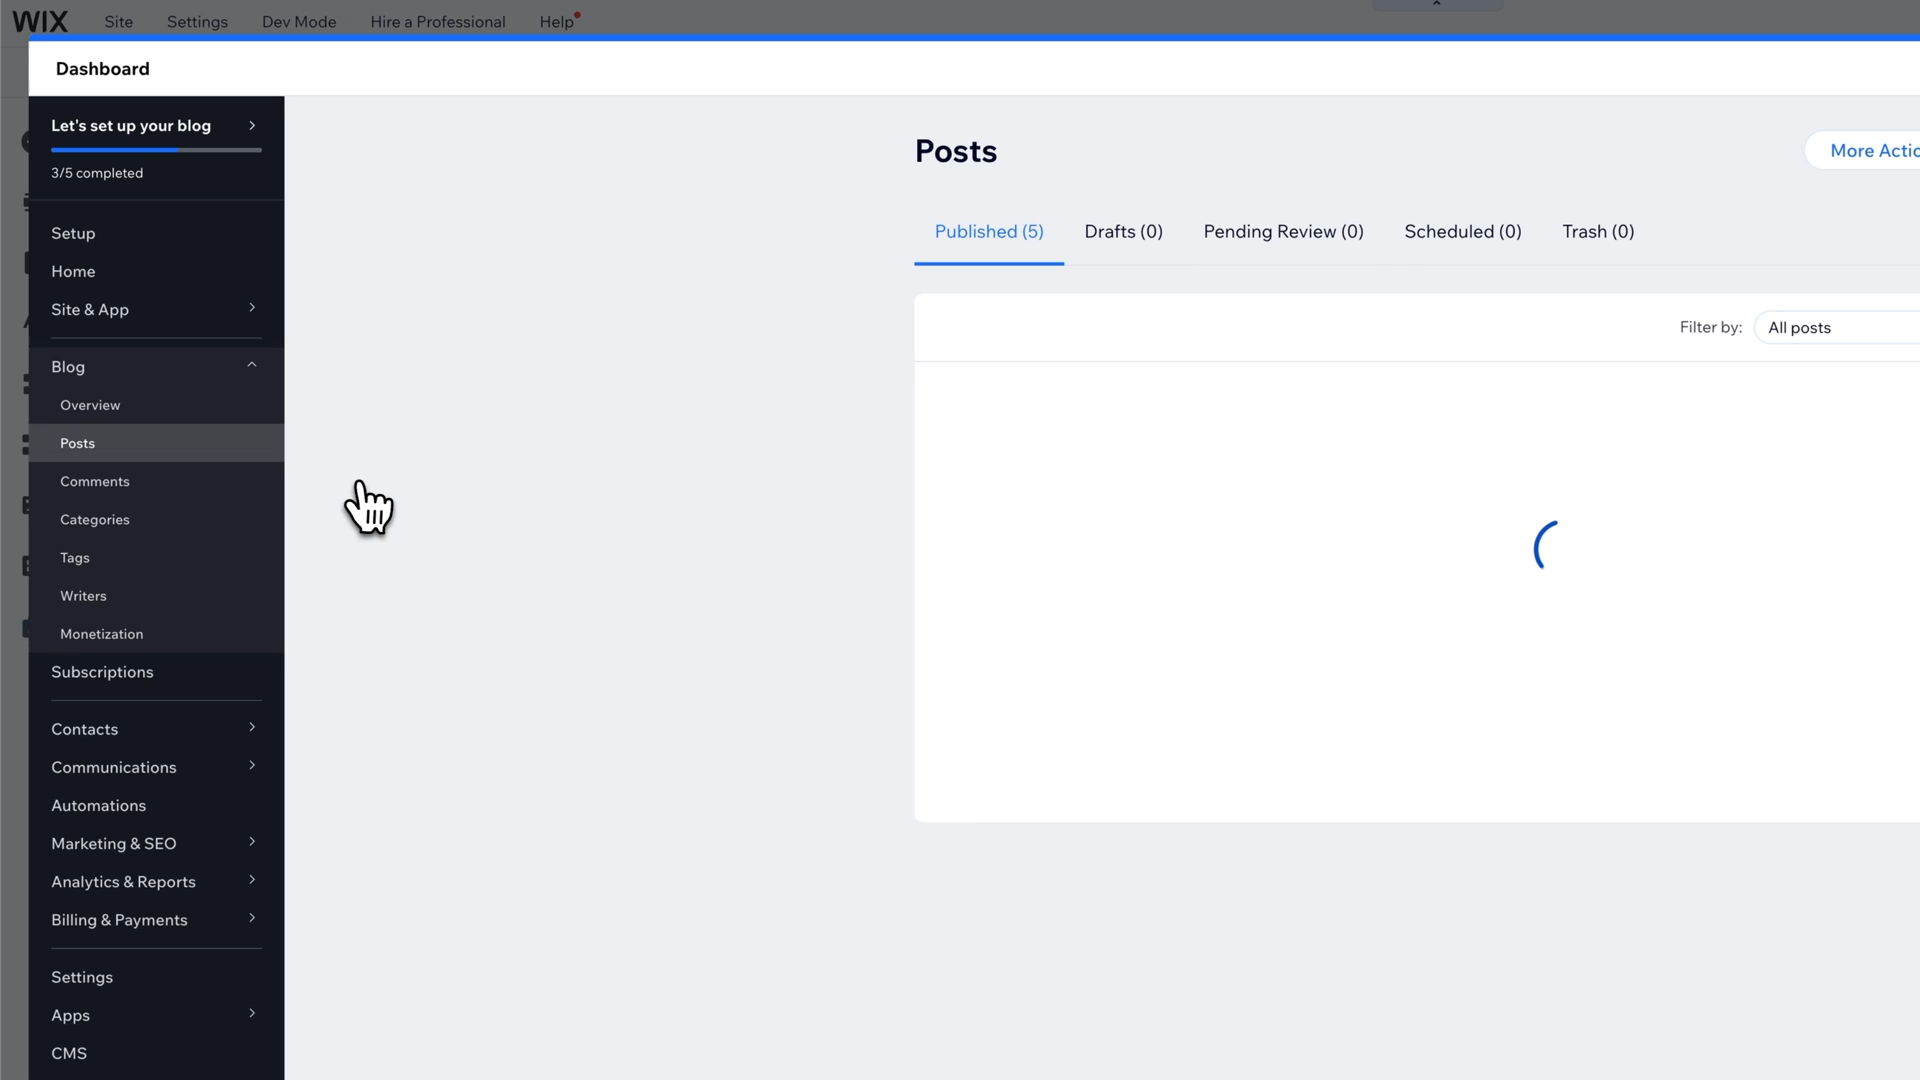 WIX Site Settings Dev Mode Hire a Professional Help
Dashboard
Let's set up your blog
3/5 completed
Setup
Home
Site & App
Blog
Overview
Posts
Comments
Categories
Tags
Writers
Monetization
Subscriptions
Contacts
Communications
Automations
Marketing & SEO
Analytics & Reports
Billing & Payments
Settings
Apps
CMS
Posts
More Actio
Published (5) Drafts (0) Pending Review (0) Scheduled (0) Trash (0)
Filter by: All posts